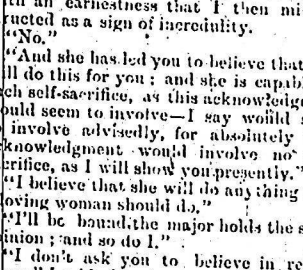 an earnestness that I then mi
ructed as a sign of incredulity.
"No."
"And she has led you to believe that
ll do this for you; and she is capabl
ch self-sacrifice, as this acknowledg
ould seem to involve—I say would s
involve advisedly, for absolutely
knowledgment would involve no
crifice, as I will show you presently."
"I believe that she will do anything
loving woman should do."
"I'll be bound the major holds the s
inion; and so do I."
"I don't ask you to believe in